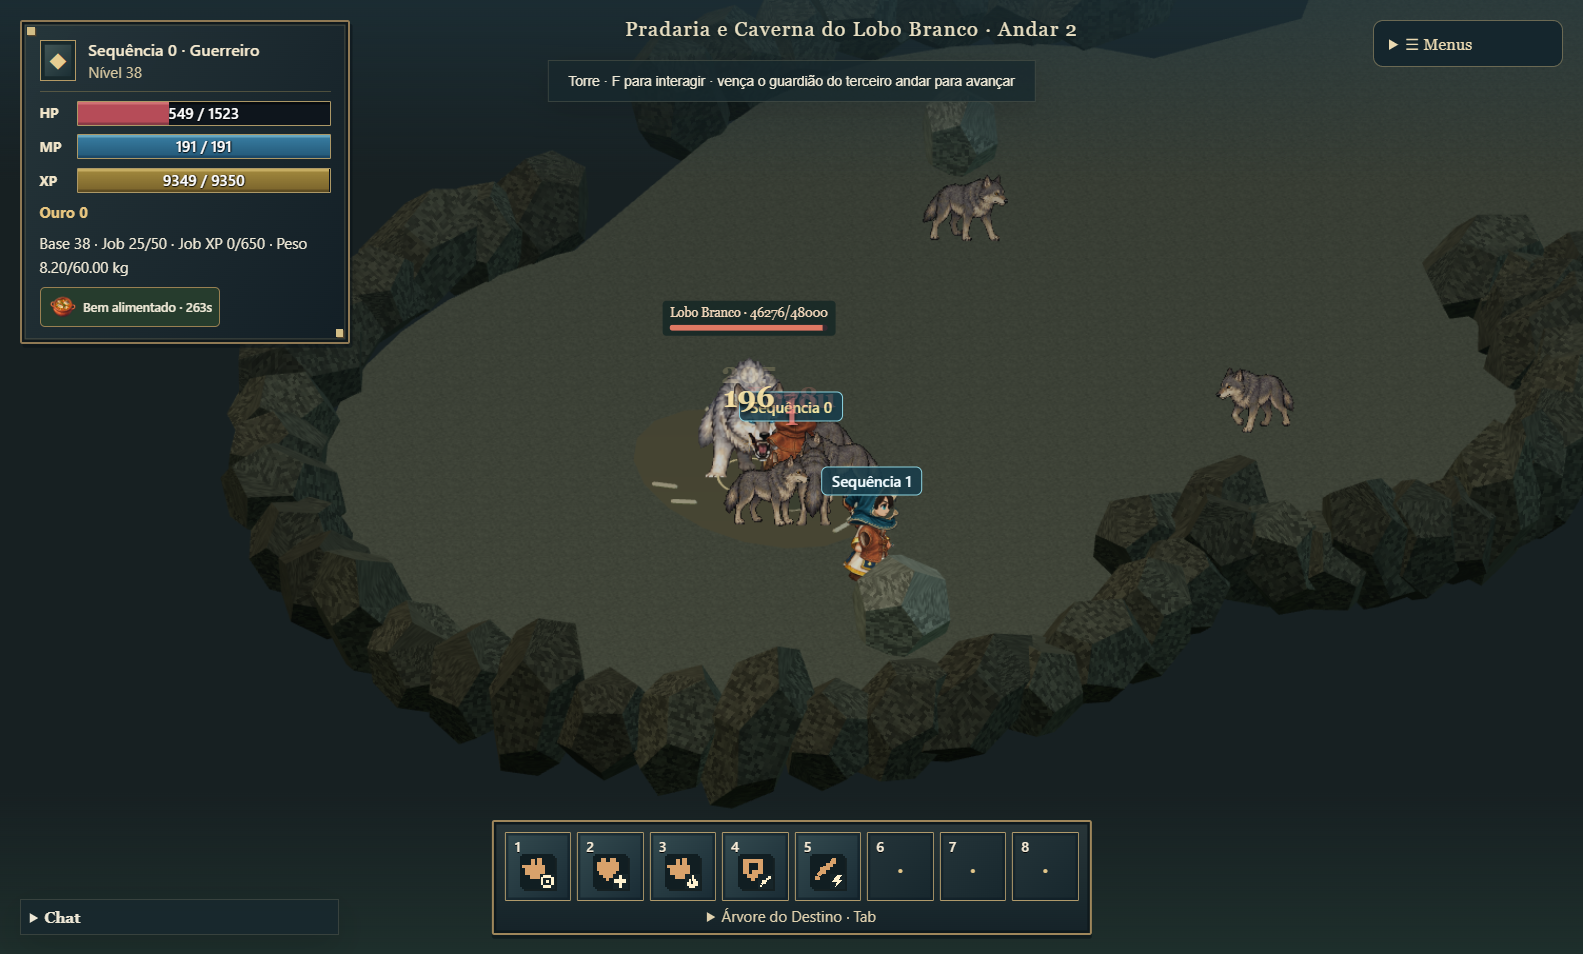 Sequência 0 · Guerreiro
Nível 38
HP 549 / 1523
MP 191 / 191
XP 9349 / 9350
Ouro 0
Base 38 · Job 25/50 · Job XP 0/650 · Peso
8.20/60.00 kg
Bem alimentado · 263s
Pradaria e Caverna do Lobo Branco · Andar 2
Torre · F para interagir · vença o guardião do terceiro andar para avançar
▶ ☰ Menus
Lobo Branco · 46276/48000
196
Sequência 0
Sequência 1
1 2 3 4 5 6 7 8
▶ Árvore do Destino · Tab
▶ Chat